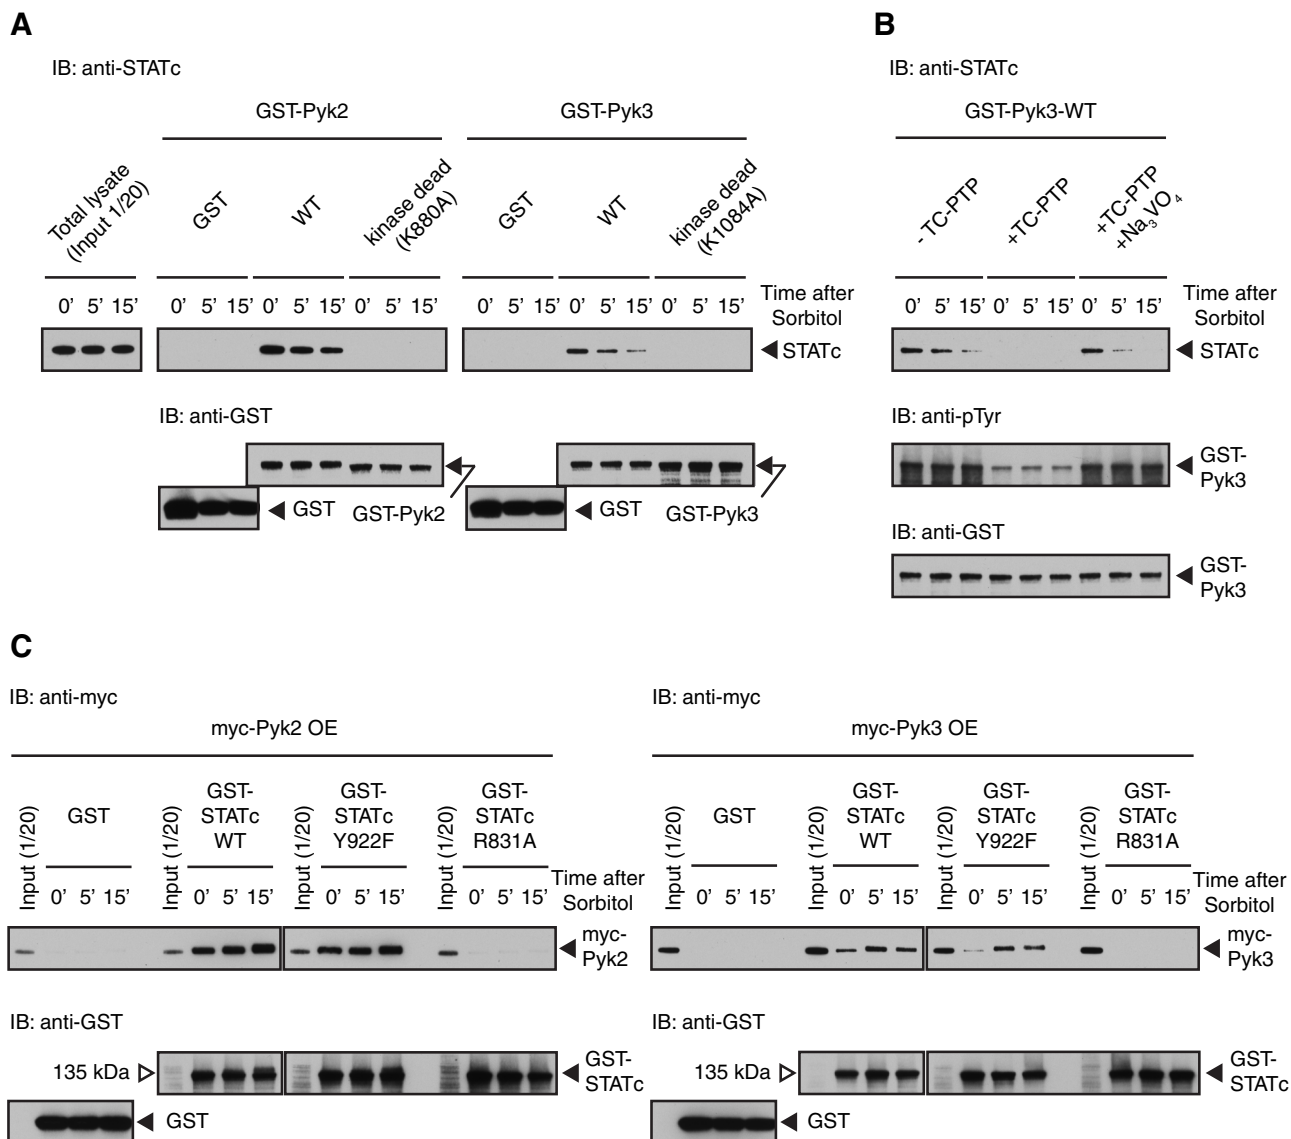 A
IB: anti-STATc
GST-Pyk2
GST-Pyk3
Total lysate
(Input 1/20)
GST
WT
kinase dead
(K880A)
GST
WT
kinase dead
(K1084A)
0’ 5’ 15’
0’ 5’ 15’ 0’ 5’ 15’ 0’ 5’ 15’
0’ 5’ 15’ 0’ 5’ 15’ 0’ 5’ 15’
Time after
Sorbitol
STATc
IB: anti-GST
GST
GST-Pyk2
GST
GST-Pyk3
B
IB: anti-STATc
GST-Pyk3-WT
- TC-PTP
+TC-PTP
+TC-PTP
+Na3VO4
0’ 5’ 15’ 0’ 5’ 15’ 0’ 5’ 15’
Time after
Sorbitol
STATc
IB: anti-pTyr
GST-
Pyk3
IB: anti-GST
GST-
Pyk3
C
IB: anti-myc
myc-Pyk2 OE
Input (1/20)
GST
Input (1/20)
GST-
STATc
WT
Input (1/20)
GST-
STATc
Y922F
Input (1/20)
GST-
STATc
R831A
0’ 5’ 15’ 0’ 5’ 15’ 0’ 5’ 15’ 0’ 5’ 15’
Time after
Sorbitol
myc-
Pyk2
IB: anti-GST
135 kDa
GST-
STATc
GST
IB: anti-myc
myc-Pyk3 OE
Input (1/20)
GST
Input (1/20)
GST-
STATc
WT
Input (1/20)
GST-
STATc
Y922F
Input (1/20)
GST-
STATc
R831A
0’ 5’ 15’ 0’ 5’ 15’ 0’ 5’ 15’ 0’ 5’ 15’
Time after
Sorbitol
myc-
Pyk3
IB: anti-GST
135 kDa
GST-
STATc
GST